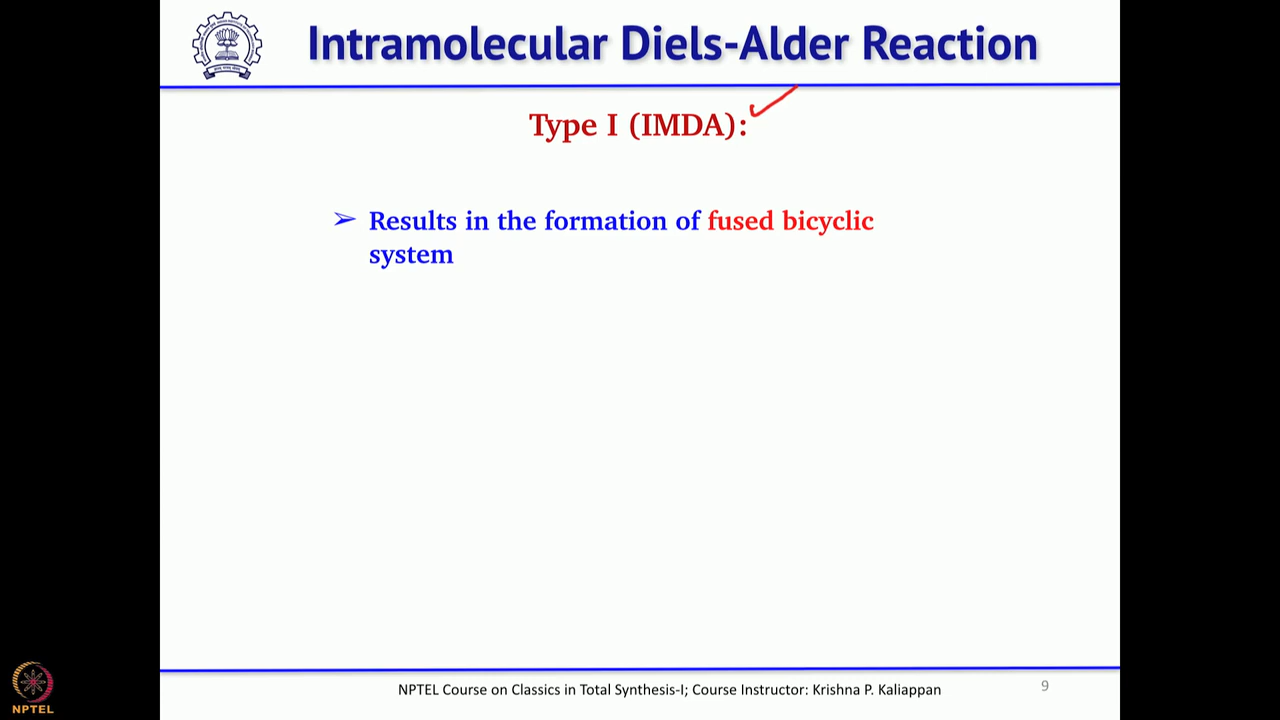 Intramolecular Diels-Alder Reaction
Type I (IMDA):
➢ Results in the formation of fused bicyclic
system
NPTEL Course on Classics in Total Synthesis-I; Course Instructor: Krishna P. Kaliappan
9
NPTEL